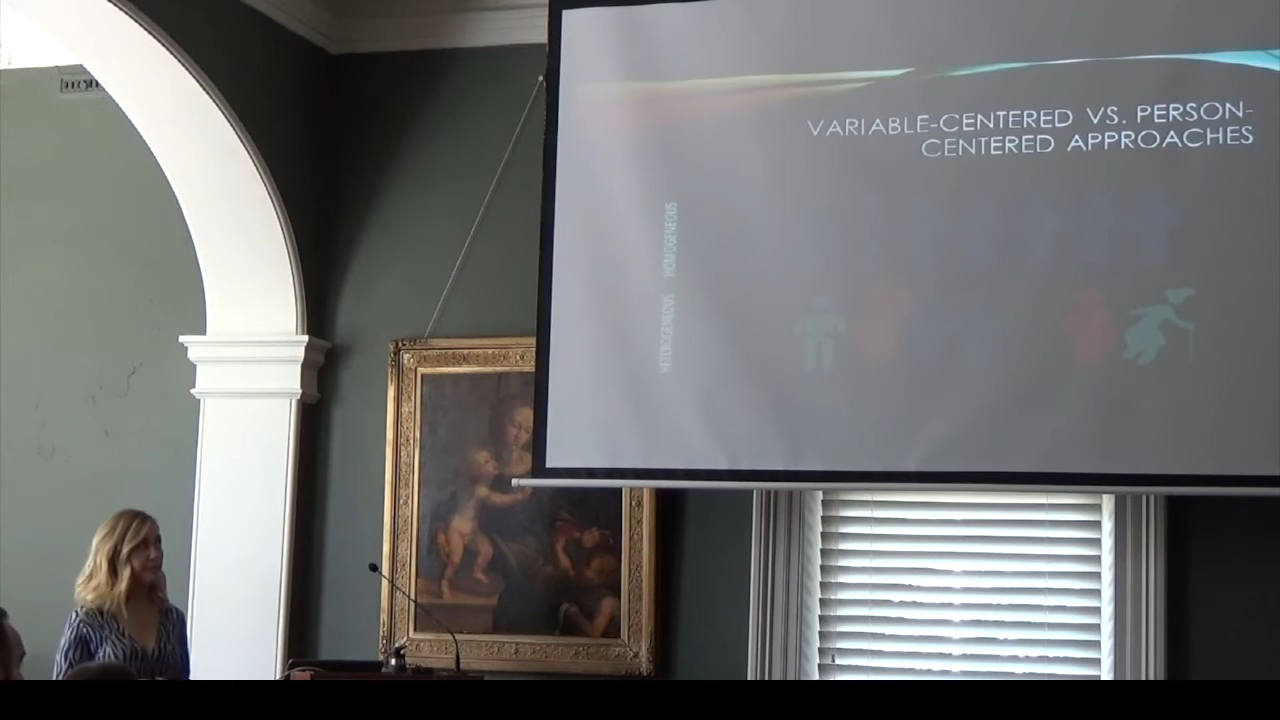 VARIABLE-CENTERED VS. PERSON-
CENTERED APPROACHES
HOMOGENEOUS
HETEROGENEOUS